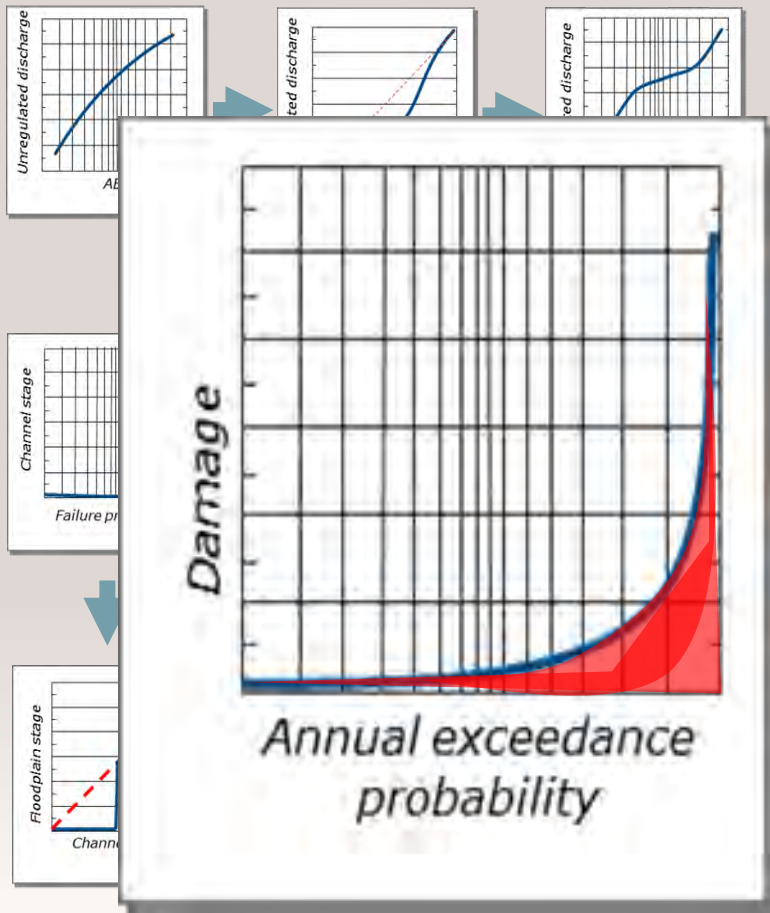 Unregulated discharge
ted discharge
ed discharge
AE
Channel stage
Failure pr
Damage
Annual exceedance
probability
Floodplain stage
Chann